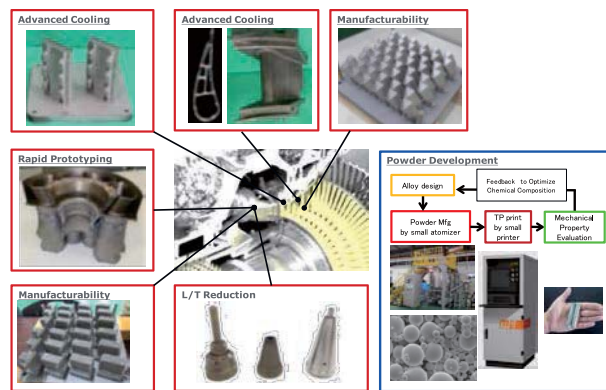 Advanced Cooling
Advanced Cooling
Manufacturability
Rapid Prototyping
Manufacturability
L/T Reduction
Powder Development
Alloy design
Feedback to Optimize
Chemical Composition
Powder Mfg
by small atomizer
TP print
by small
printer
Mechanical
Property
Evaluation